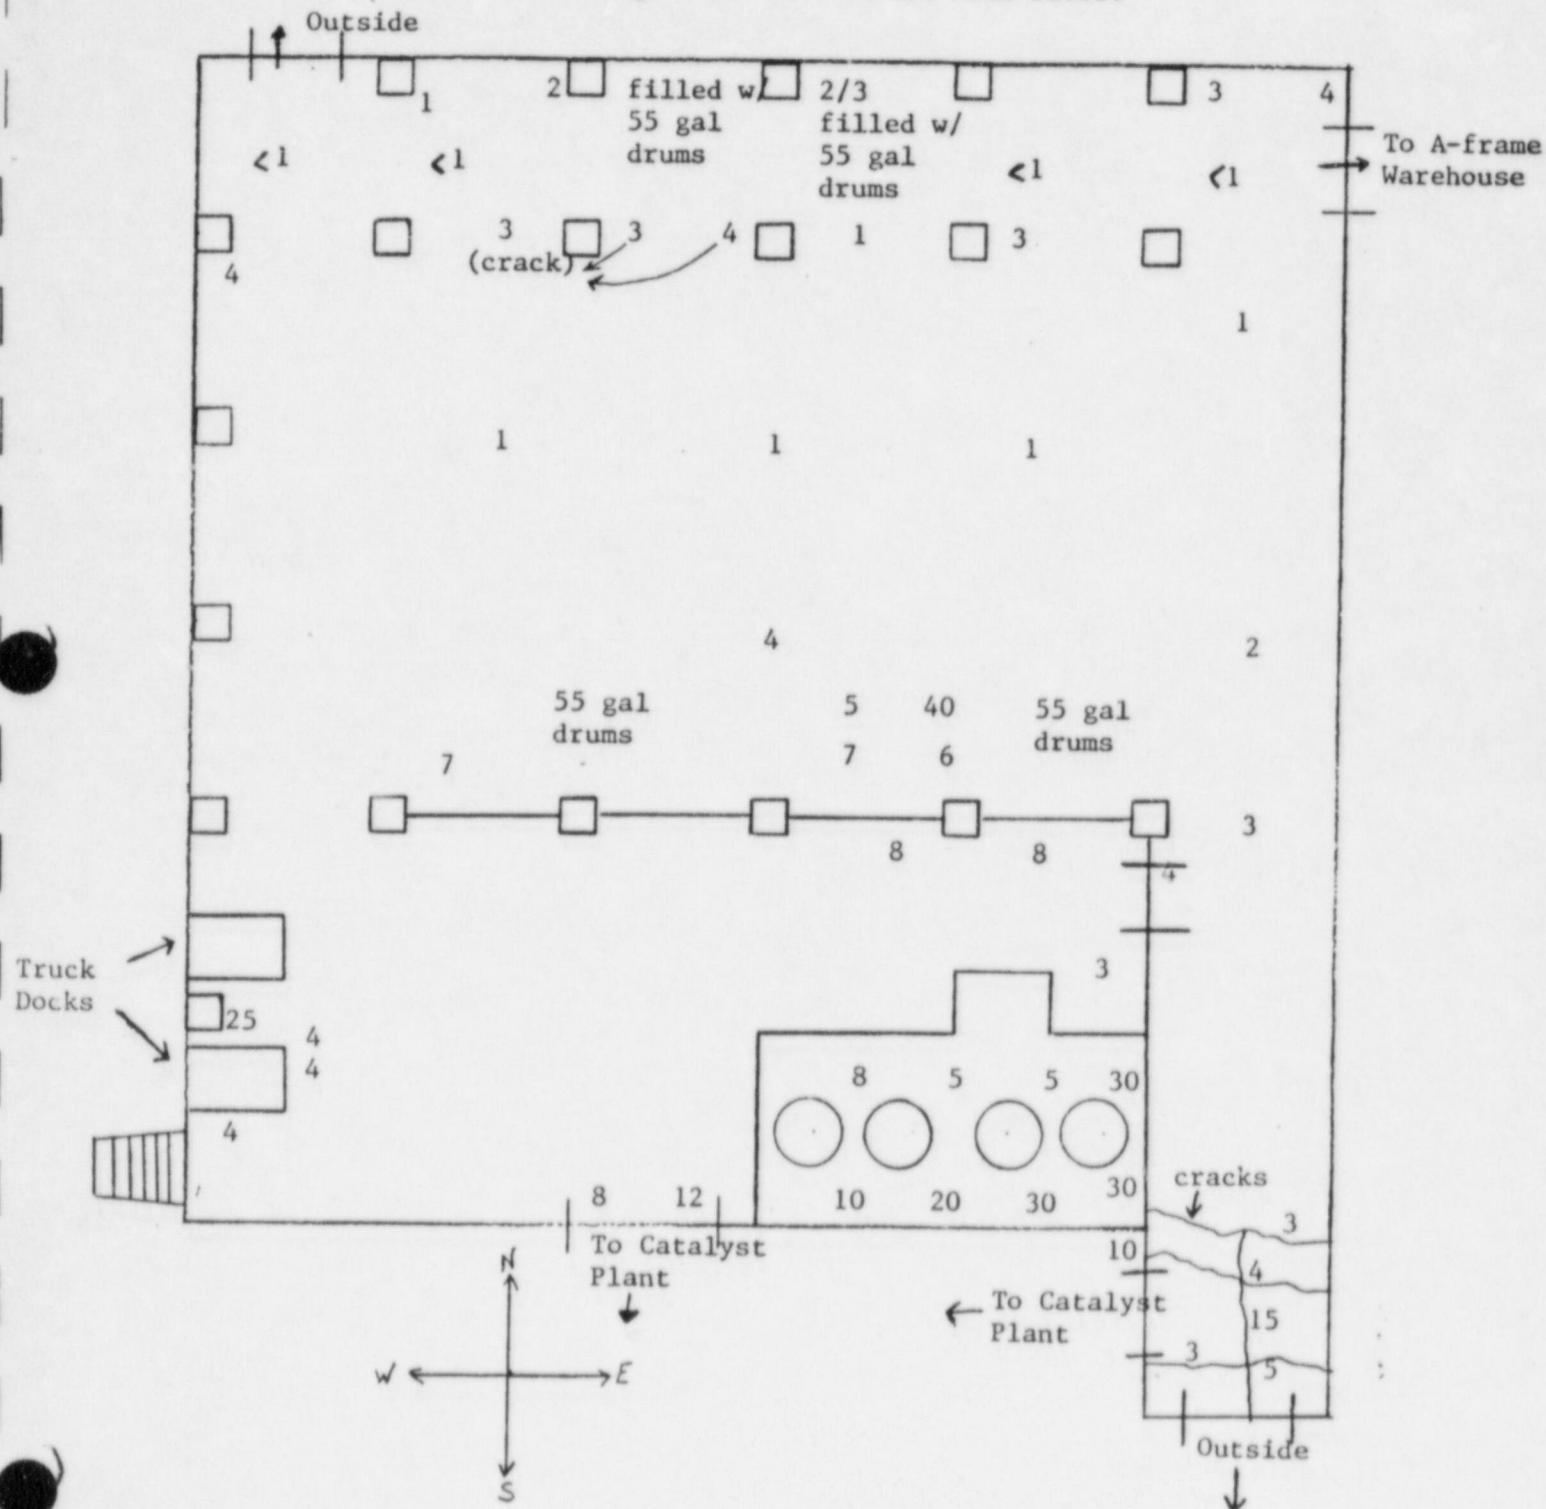 Outside
1
2
filled w/
55 gal
drums
2/3
filled w/
55 gal
drums
3
4
<1
<1
<1
<1
To A-frame
Warehouse
4
3
(crack)
3
4
1
3
1
1
1
1
4
2
55 gal
drums
5
40
7
6
55 gal
drums
7
8
8
3
4
3
Truck
Docks
25
4
4
4
8
5
5
30
10
20
30
30
8
12
To Catalyst
Plant
cracks
3
10
4
To Catalyst
Plant
15
3
5
Outside
N
W
E
S